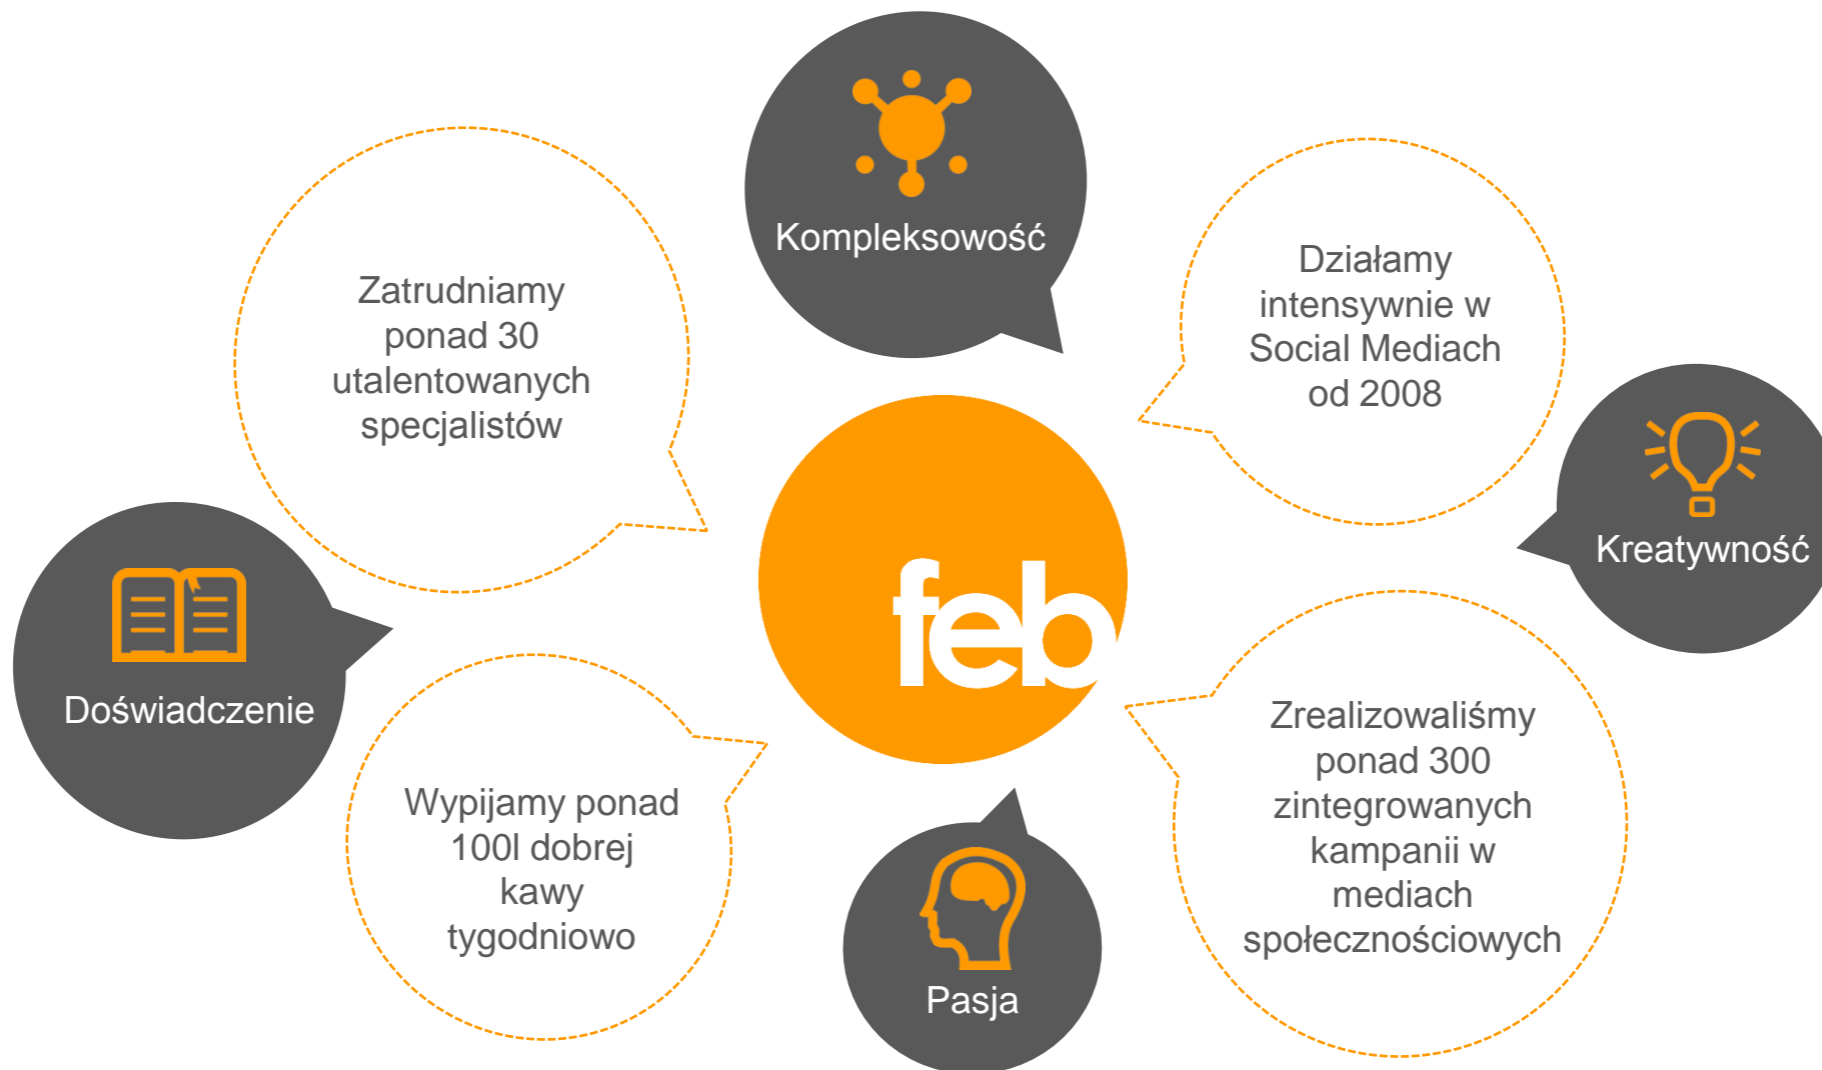 Kompleksowość
Zatrudniamy
ponad 30
utalentowanych
specjalistów
Działamy
intensywnie w
Social Mediach
od 2008
Kreatywność
feb
Doświadczenie
Wypijamy ponad
100l dobrej
kawy
tygodniowo
Zrealizowaliśmy
ponad 300
zintegrowanych
kampanii w
mediach
społecznościowych
Pasja